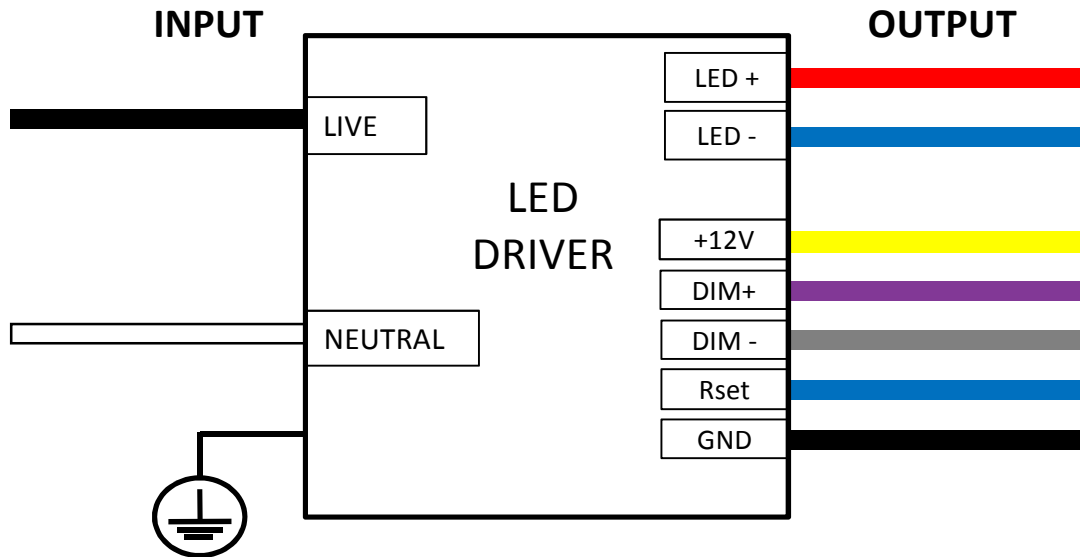 INPUT
OUTPUT
LIVE
NEUTRAL
LED
DRIVER
LED +
LED -
+12V
DIM+
DIM -
Rset
GND